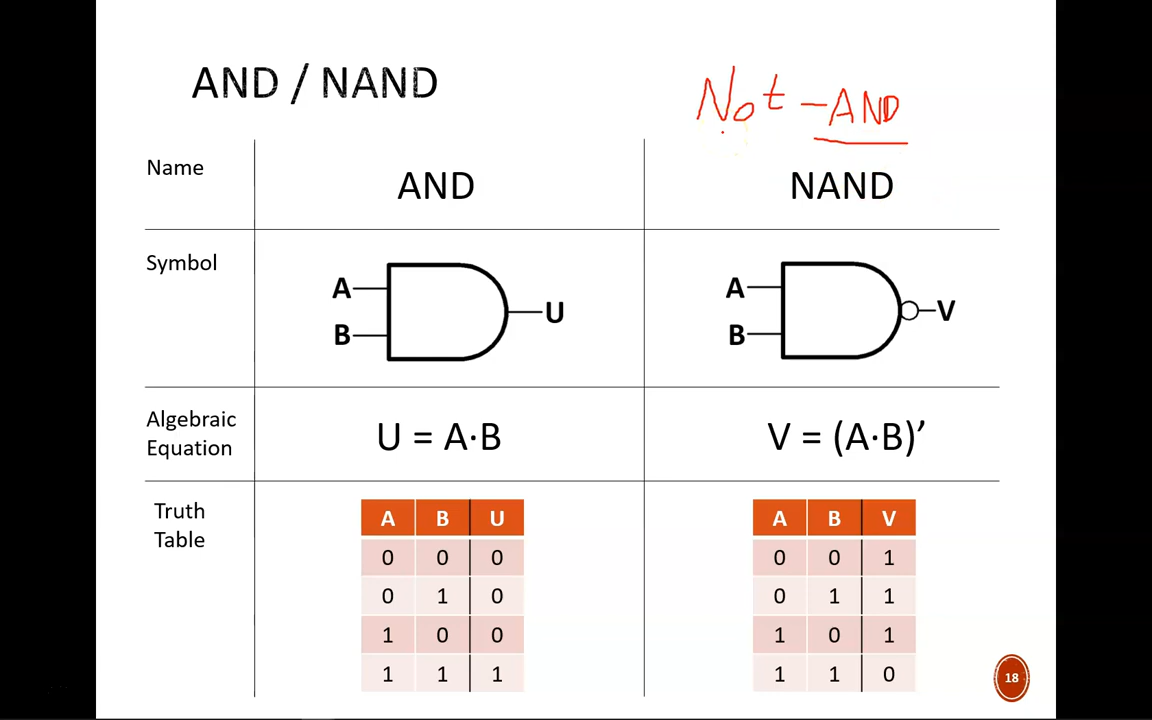 AND / NAND
Not-AND
Name
AND
NAND
Symbol
A
B
U
A
B
V
Algebraic
Equation
U = A·B
V = (A·B)’
Truth
Table
A B U
0 0 0
0 1 0
1 0 0
1 1 1
A B V
0 0 1
0 1 1
1 0 1
1 1 0
18